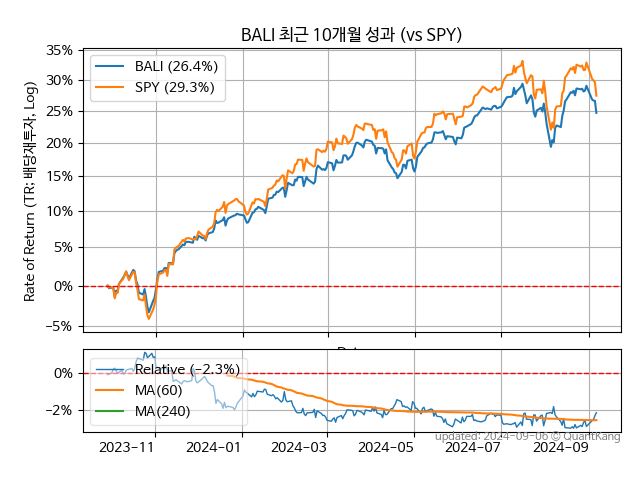 BALI 최근 10개월 성과 (vs SPY)
35%
30%
25%
20%
15%
10%
5%
0%
−5%
Rate of Return (TR: 배당재투자, Log)
BALI (26.4%)
SPY (29.3%)
0%
−2%
Relative (−2.3%)
MA(60)
MA(240)
updated: 2024-09-06 © QuantKang
2023−11
2024−01
2024−03
2024−05
2024−07
2024−09